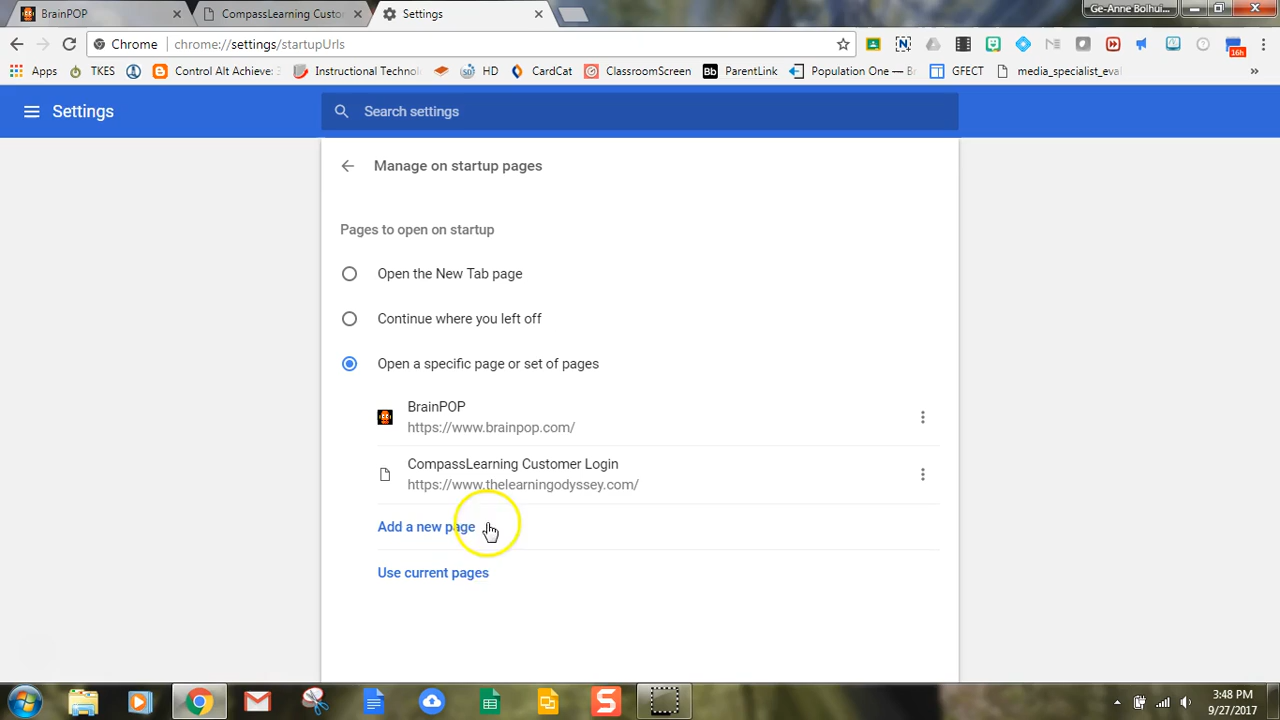 BrainPOP
CompassLearning Custo
Settings
Ge-Anne Bolhui...
Chrome
chrome://settings/startupUrls
16h
Apps
TKES
Control Alt Achieve:
Instructional Technol
HD
CardCat
ClassroomScreen
Bb ParentLink
Population One — B
GFECT
media_specialist_eval
»
Settings
Search settings
Manage on startup pages
Pages to open on startup
Open the New Tab page
Continue where you left off
Open a specific page or set of pages
BrainPOP
https://www.brainpop.com/
CompassLearning Customer Login
https://www.thelearningodyssey.com/
Add a new page
Use current pages
3:48 PM
9/27/2017